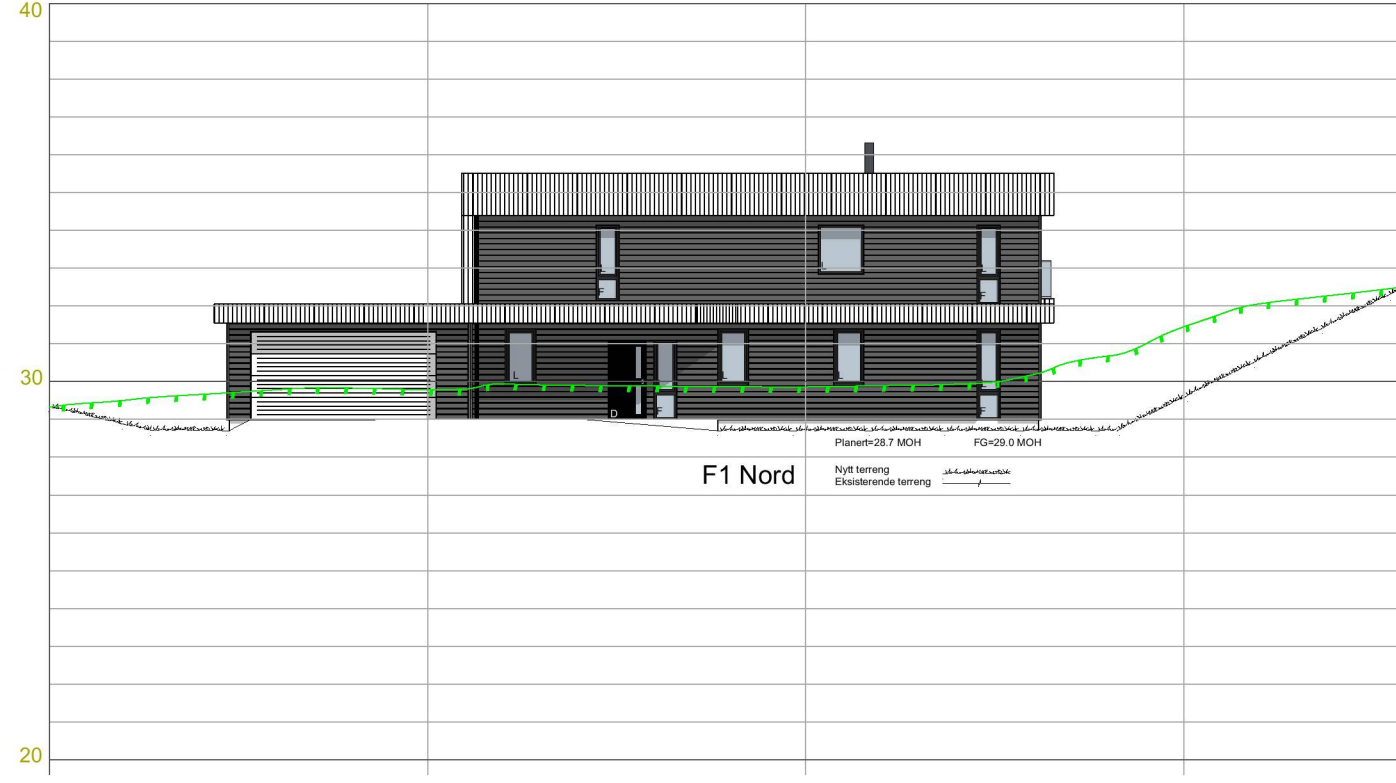 40
L
L
L
F
F
30
L
L
L
L
D
F
F
Planert=28.7 MOH FG=29.0 MOH
F1 Nord
Nytt terreng
Eksisterende terreng
20